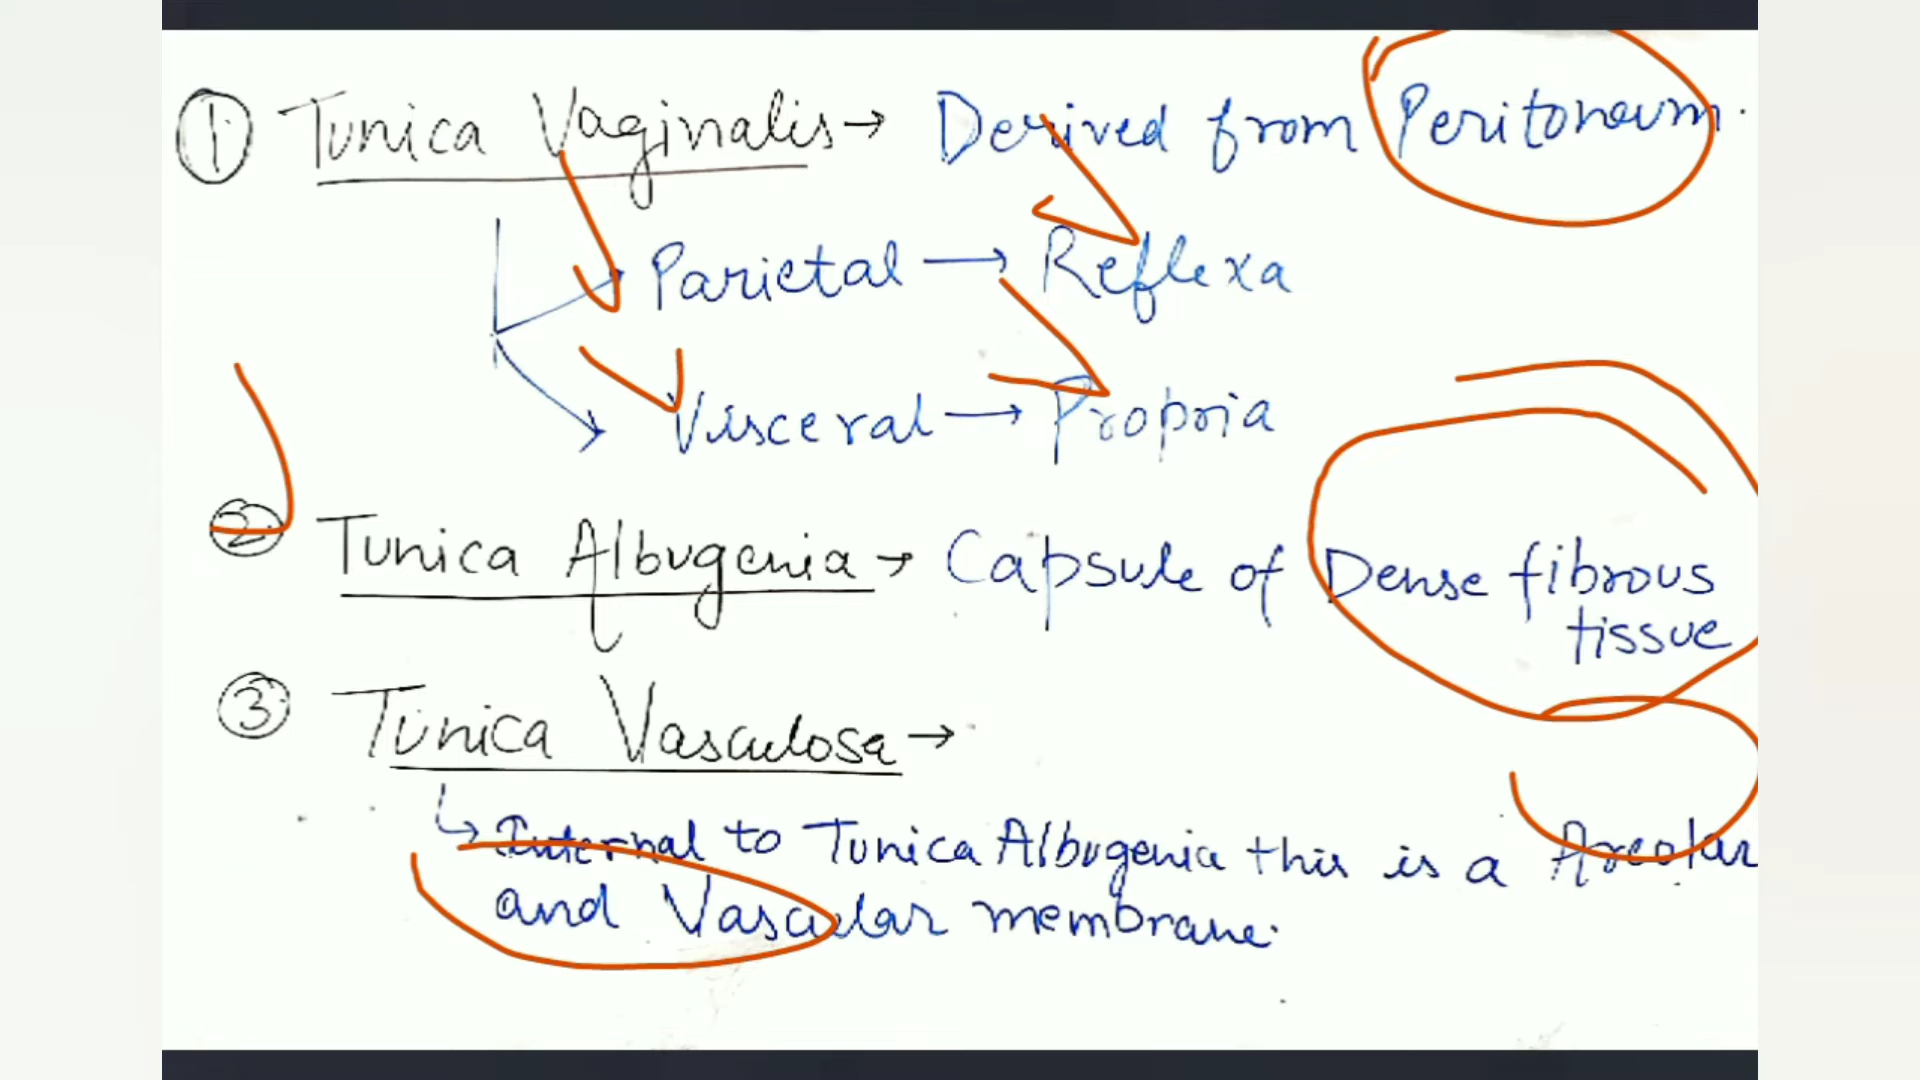 ① Tunica Vaginalis → Derived from Peritoneum.
Parietal → Reflexa
Visceral → Propria
② Tunica Albugenia → Capsule of Dense fibrous
tissue
③ Tunica Vasculosa →
↳ Internal to Tunica Albugenia this is a Areolar
and Vascular membrane.